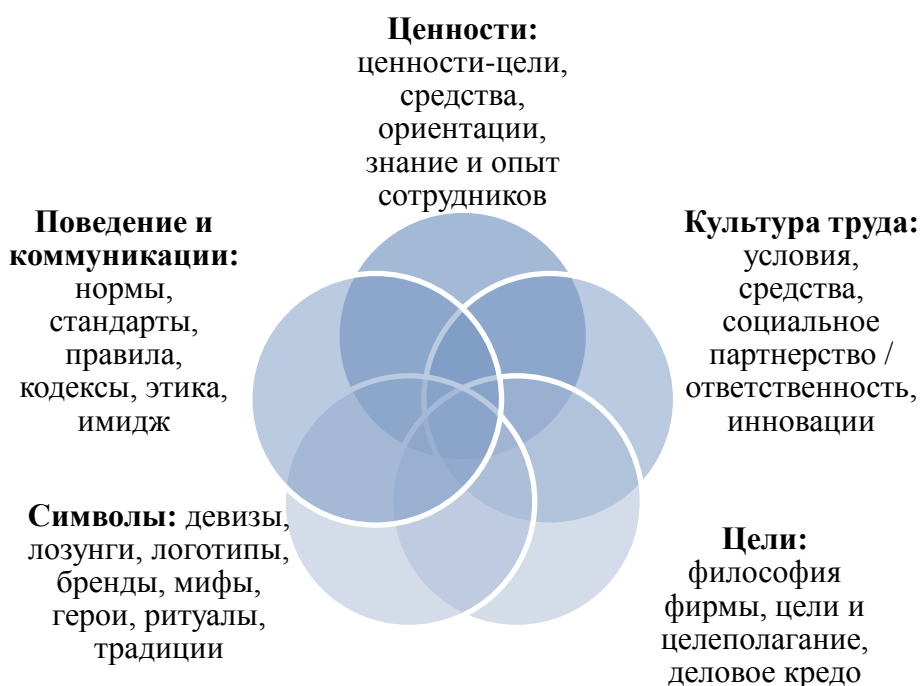 Ценности:
ценности-цели,
средства,
ориентации,
знание и опыт
сотрудников
Поведение и
коммуникации:
нормы,
стандарты,
правила,
кодексы, этика,
имидж
Культура труда:
условия,
средства,
социальное
партнерство /
ответственность,
инновации
Символы: девизы,
лозунги, логотипы,
бренды, мифы,
герои, ритуалы,
традиции
Цели:
философия
фирмы, цели и
целеполагание,
деловое кредо